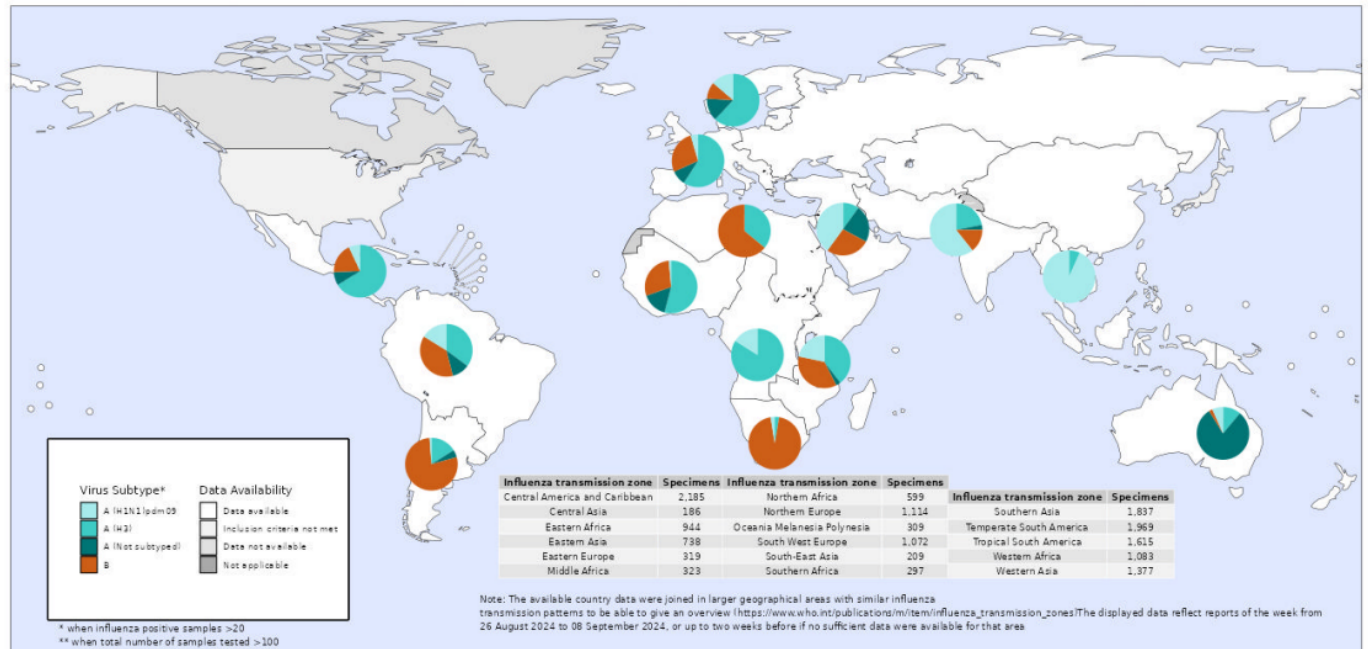 Virus Subtype*
A (H1N1)pdm09
A (H3)
A (Not subtyped)
B
Data Availability
Data available
Inclusion criteria not met
Data not available
Not applicable
* when influenza positive samples >20
** when total number of samples tested >100
Influenza transmission zone Specimens Influenza transmission zone Specimens
Central America and Caribbean 2,185 Northern Africa 599
Central Asia 186 Northern Europe 1,114
Eastern Africa 944 Oceania Melanesia Polynesia 309
Eastern Asia 738 South West Europe 1,072
Eastern Europe 319 South-East Asia 209
Middle Africa 323 Southern Africa 297
Influenza transmission zone Specimens
Southern Asia 1,837
Temperate South America 1,969
Tropical South America 1,615
Western Africa 1,083
Western Asia 1,377
Note: The available country data were joined in larger geographical areas with similar influenza
transmission patterns to be able to give an overview (https://www.who.int/publications/m/item/influenza_transmission_zones?The displayed data reflect reports of the week from
26 August 2024 to 08 September 2024, or up to two weeks before if no sufficient data were available for that area